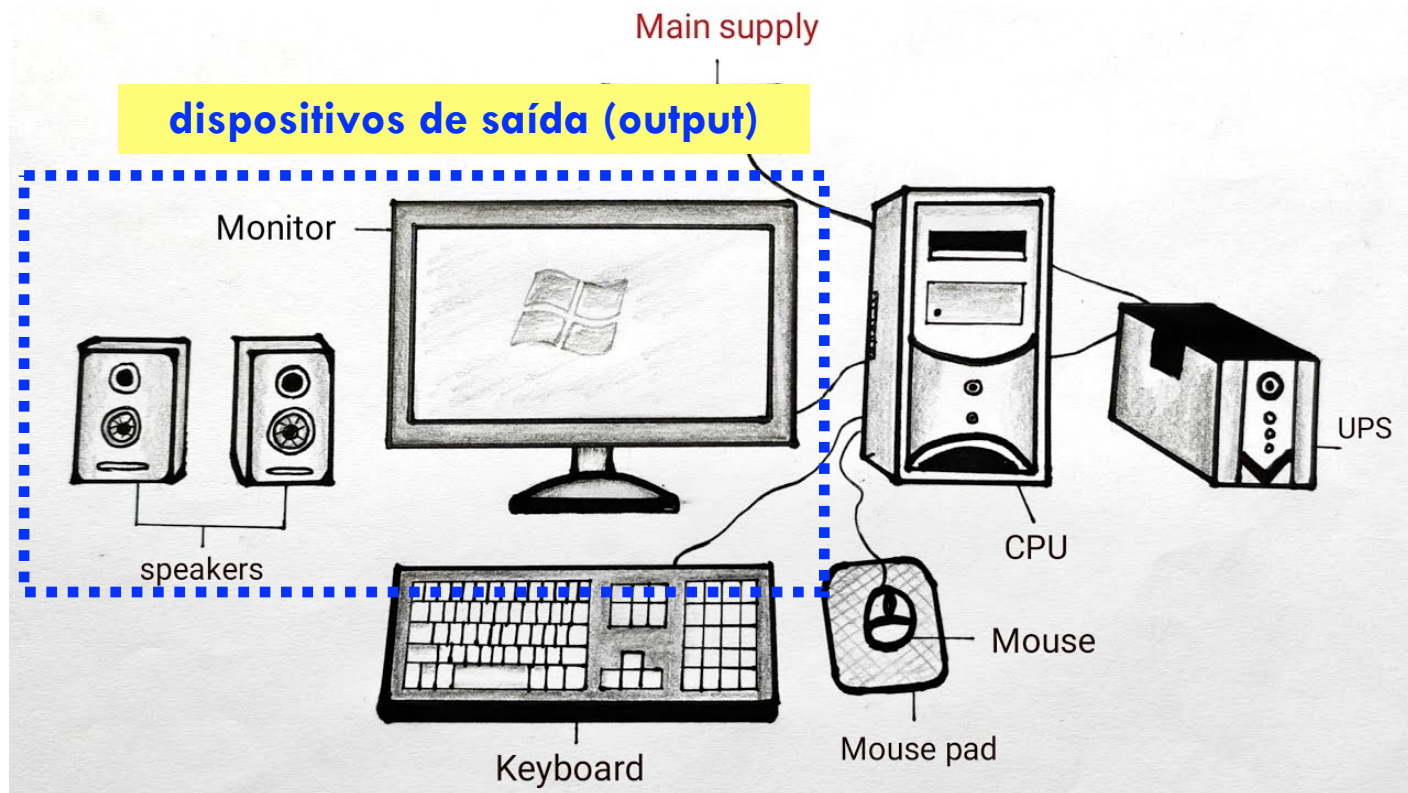 Main supply
dispositivos de saída (output)
Monitor
UPS
CPU
speakers
Mouse
Mouse pad
Keyboard